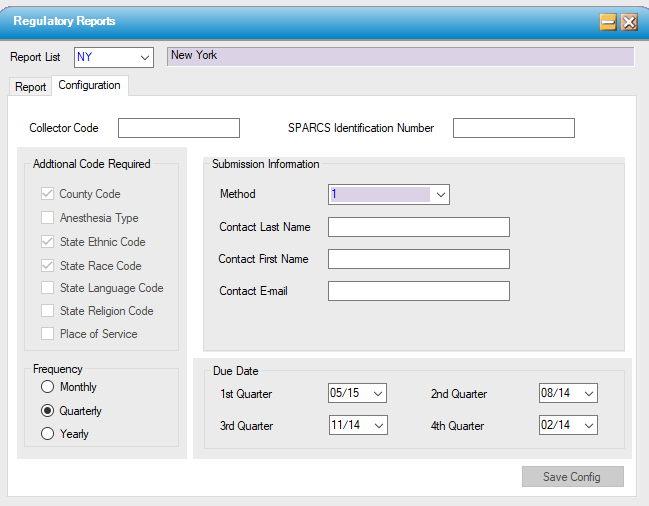 Regulatory Reports
Report List NY New York
Report Configuration
Collector Code SPARCS Identification Number
Addtional Code Required
County Code
Anesthesia Type
State Ethnic Code
State Race Code
State Language Code
State Religion Code
Place of Service
Submission Information
Method 1
Contact Last Name
Contact First Name
Contact E-mail
Frequency
Monthly
Quarterly
Yearly
Due Date
1st Quarter 05/15 2nd Quarter 08/14
3rd Quarter 11/14 4th Quarter 02/14
Save Config